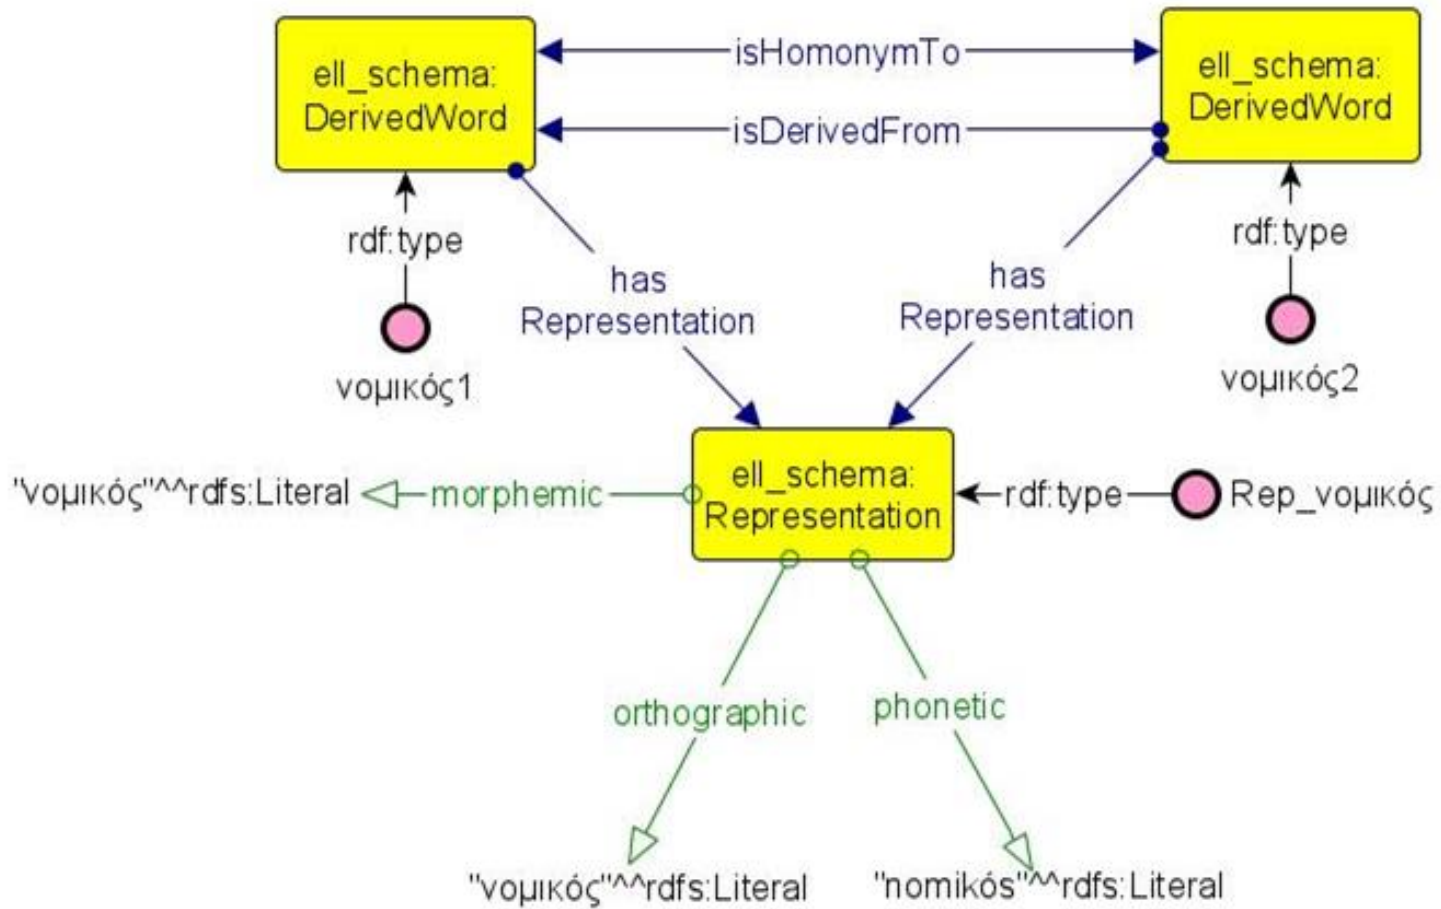 ell_schema:
DerivedWord
isHomonymTo
ell_schema:
DerivedWord
isDerivedFrom
rdf:type
rdf:type
has
Representation
has
Representation
νομικός1
νομικός2
"νομικός"^^rdfs:Literal
morphemic
ell_schema:
Representation
rdf:type
Rep_νομικός
orthographic
phonetic
"νομικός"^^rdfs:Literal
"nomikós"^^rdfs:Literal